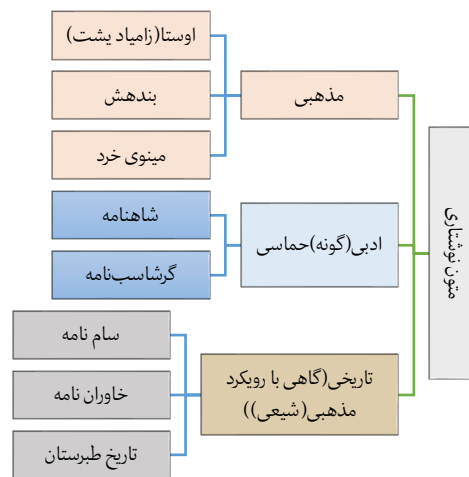 متون نوشتاری
مذهبی
اوستا(زامیاد یشت)
بندهش
مینوی خرد
ادبی(گونه)حماسی
شاهنامه
گرشاسب‌نامه
تاریخی(گاهی با رویکرد
مذهبی(شیعی))
سام نامه
خاوران نامه
تاریخ طبرستان